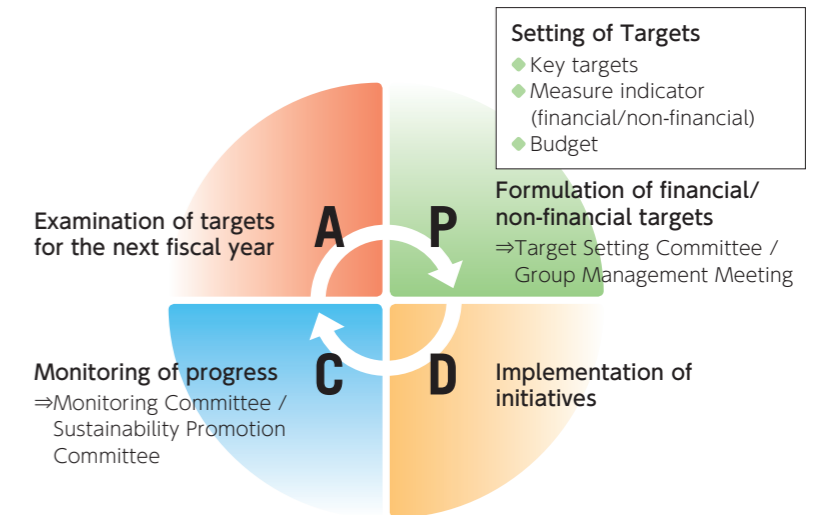 Setting of Targets
◆ Key targets
◆ Measure indicator
(financial/non-financial)
◆ Budget
A
P
Examination of targets
for the next fiscal year
Formulation of financial/
non-financial targets
⇒Target Setting Committee /
Group Management Meeting
C
D
Monitoring of progress
⇒Monitoring Committee /
Sustainability Promotion
Committee
Implementation of
initiatives